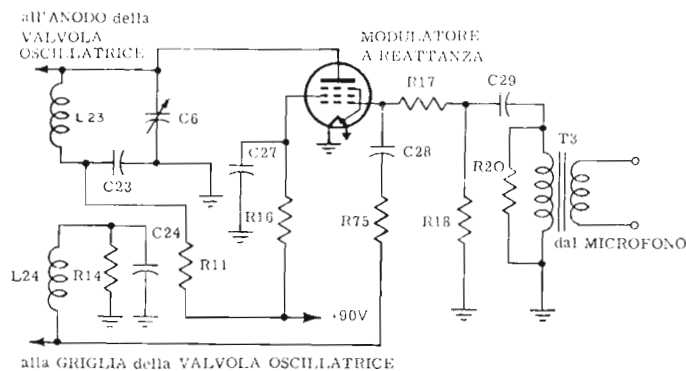 all'ANODO della
VALVOLA
OSCILLATRICE
MODULATORE
A REATTANZA
R17
C29
L23
C6
C27
C28
T3
C23
R20
R16
R75
R18
dal MICROFONO
C24
L24
R14
R11
+90V
alla GRIGLIA della VALVOLA OSCILLATRICE